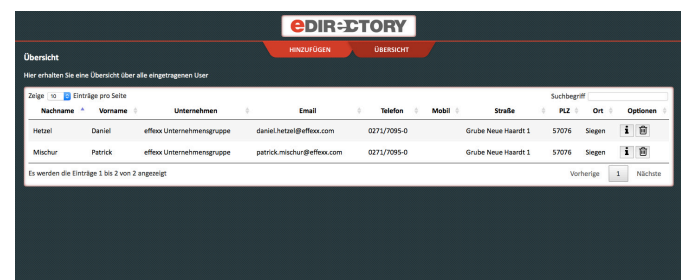 eDIRECTORY
HINZUFÜGEN ÜBERSICHT
Übersicht
Hier erhalten Sie eine Übersicht über alle eingetragenen User
Zeige 10 Einträge pro Seite Suchbegriff
Nachname Vorname Unternehmen Email Telefon Mobil Straße PLZ Ort Optionen
Hetzel Daniel effexx Unternehmensgruppe daniel.hetzel@effexx.com 0271/7095-0 Grube Neue Haardt 1 57076 Siegen
Mischur Patrick effexx Unternehmensgruppe patrick.mischur@effexx.com 0271/7095-0 Grube Neue Haardt 1 57076 Siegen
Es werden die Einträge 1 bis 2 von 2 angezeigt Vorherige 1 Nächste